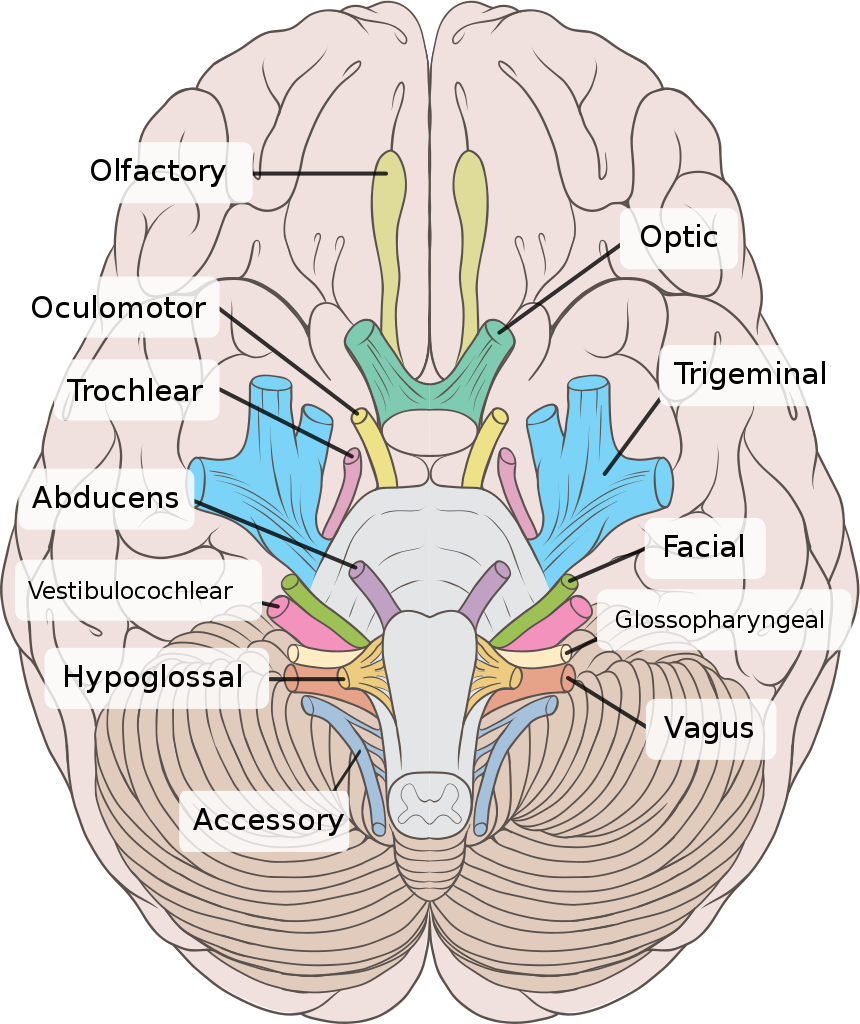 Olfactory
Optic
Oculomotor
Trigeminal
Trochlear
Abducens
Facial
Vestibulocochlear
Glossopharyngeal
Hypoglossal
Vagus
Accessory